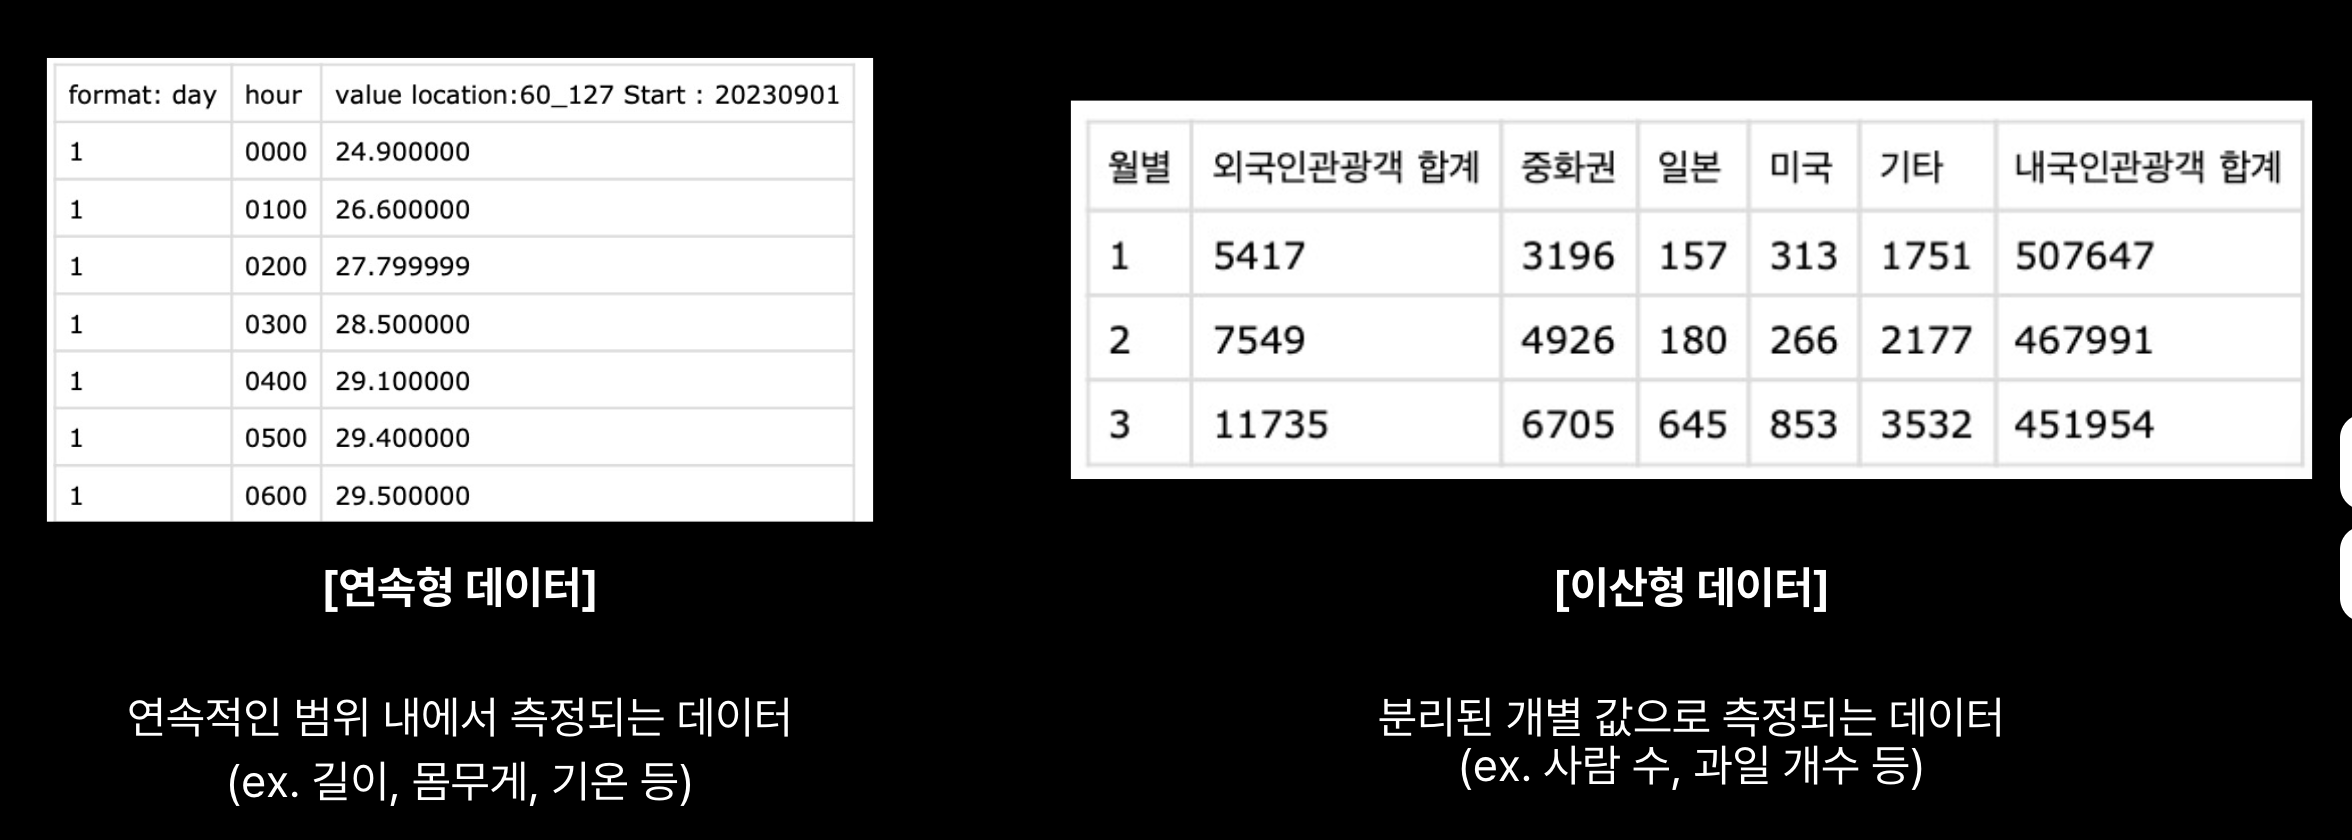 format: day hour value location:60_127 Start : 20230901
1 0000 24.900000
1 0100 26.600000
1 0200 27.799999
1 0300 28.500000
1 0400 29.100000
1 0500 29.400000
1 0600 29.500000
[연속형 데이터]
연속적인 범위 내에서 측정되는 데이터
(ex. 길이, 몸무게, 기온 등)
월별 외국인관광객 합계 중화권 일본 미국 기타 내국인관광객 합계
1 5417 3196 157 313 1751 507647
2 7549 4926 180 266 2177 467991
3 11735 6705 645 853 3532 451954
[이산형 데이터]
분리된 개별 값으로 측정되는 데이터
(ex. 사람 수, 과일 개수 등)